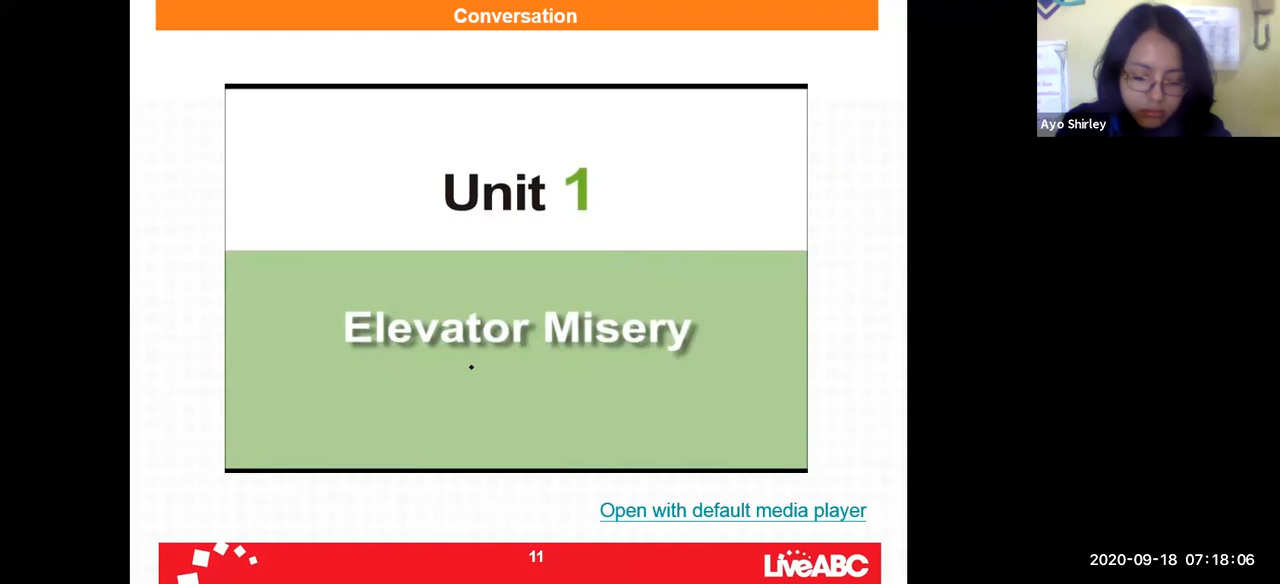 Conversation
Unit 1
Elevator Misery
Open with default media player
11
LiveABC
Ayo Shirley
2020-09-18 07:18:06